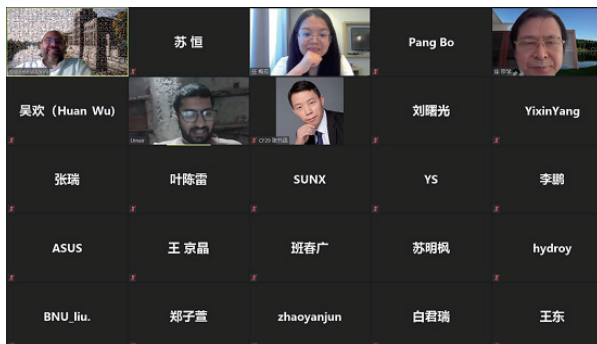 苏 恒
Pang Bo
吴欢（Huan Wu)
Umair
刘曙光
YixinYang
张瑞
叶陈雷
SUNX
YS
李鹏
ASUS
王 京晶
班春广
苏明枫
hydroy
BNU_liu.
郑子萱
zhaoyanjun
白君瑞
王东